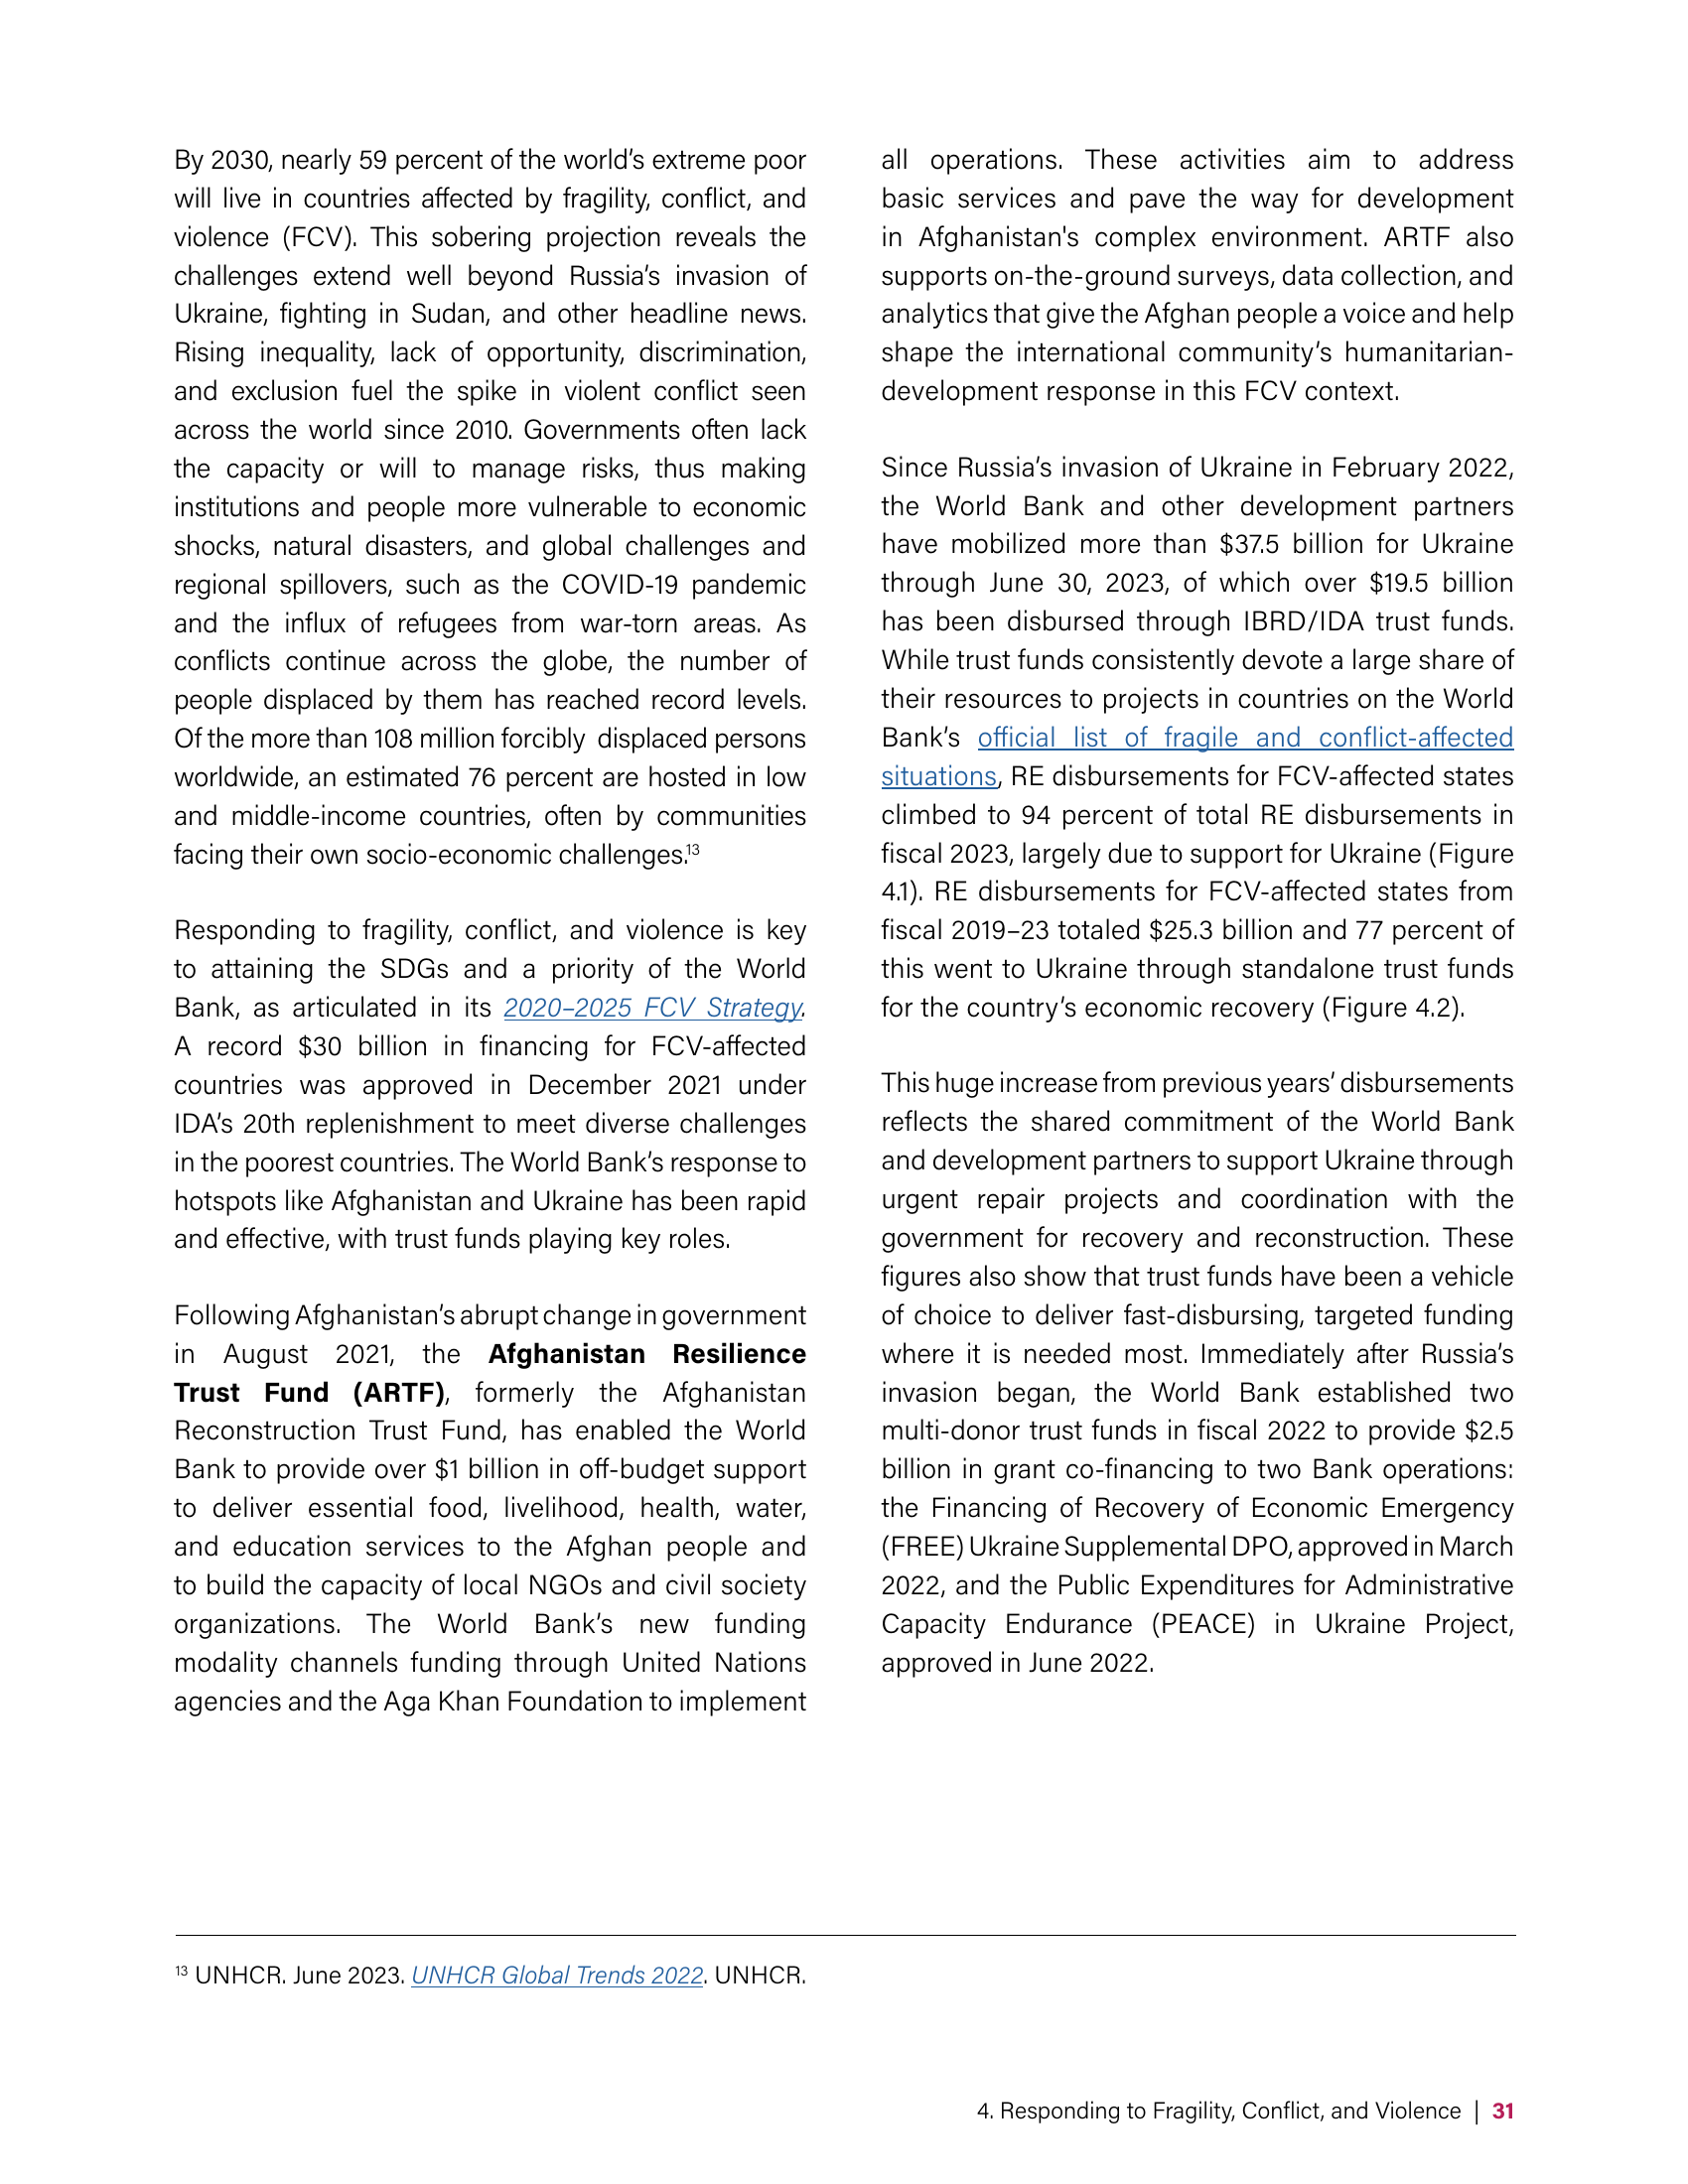 By 2030, nearly 59 percent of the world’s extreme poor
will live in countries affected by fragility, conflict, and
violence (FCV). This sobering projection reveals the
challenges extend well beyond Russia’s invasion of
Ukraine, fighting in Sudan, and other headline news.
Rising inequality, lack of opportunity, discrimination,
and exclusion fuel the spike in violent conflict seen
across the world since 2010. Governments often lack
the capacity or will to manage risks, thus making
institutions and people more vulnerable to economic
shocks, natural disasters, and global challenges and
regional spillovers, such as the COVID-19 pandemic
and the influx of refugees from war-torn areas. As
conflicts continue across the globe, the number of
people displaced by them has reached record levels.
Of the more than 108 million forcibly displaced persons
worldwide, an estimated 76 percent are hosted in low
and middle-income countries, often by communities
facing their own socio-economic challenges.¹³
Responding to fragility, conflict, and violence is key
to attaining the SDGs and a priority of the World
Bank, as articulated in its 2020–2025 FCV Strategy.
A record $30 billion in financing for FCV-affected
countries was approved in December 2021 under
IDA’s 20th replenishment to meet diverse challenges
in the poorest countries. The World Bank’s response to
hotspots like Afghanistan and Ukraine has been rapid
and effective, with trust funds playing key roles.
Following Afghanistan’s abrupt change in government
in August 2021, the Afghanistan Resilience
Trust Fund (ARTF), formerly the Afghanistan
Reconstruction Trust Fund, has enabled the World
Bank to provide over $1 billion in off-budget support
to deliver essential food, livelihood, health, water,
and education services to the Afghan people and
to build the capacity of local NGOs and civil society
organizations. The World Bank’s new funding
modality channels funding through United Nations
agencies and the Aga Khan Foundation to implement
all operations. These activities aim to address
basic services and pave the way for development
in Afghanistan's complex environment. ARTF also
supports on-the-ground surveys, data collection, and
analytics that give the Afghan people a voice and help
shape the international community’s humanitarian-
development response in this FCV context.
Since Russia’s invasion of Ukraine in February 2022,
the World Bank and other development partners
have mobilized more than $37.5 billion for Ukraine
through June 30, 2023, of which over $19.5 billion
has been disbursed through IBRD/IDA trust funds.
While trust funds consistently devote a large share of
their resources to projects in countries on the World
Bank’s official list of fragile and conflict-affected
situations, RE disbursements for FCV-affected states
climbed to 94 percent of total RE disbursements in
fiscal 2023, largely due to support for Ukraine (Figure
4.1). RE disbursements for FCV-affected states from
fiscal 2019–23 totaled $25.3 billion and 77 percent of
this went to Ukraine through standalone trust funds
for the country’s economic recovery (Figure 4.2).
This huge increase from previous years’ disbursements
reflects the shared commitment of the World Bank
and development partners to support Ukraine through
urgent repair projects and coordination with the
government for recovery and reconstruction. These
figures also show that trust funds have been a vehicle
of choice to deliver fast-disbursing, targeted funding
where it is needed most. Immediately after Russia’s
invasion began, the World Bank established two
multi-donor trust funds in fiscal 2022 to provide $2.5
billion in grant co-financing to two Bank operations:
the Financing of Recovery of Economic Emergency
(FREE) Ukraine Supplemental DPO, approved in March
2022, and the Public Expenditures for Administrative
Capacity Endurance (PEACE) in Ukraine Project,
approved in June 2022.
¹³ UNHCR. June 2023. UNHCR Global Trends 2022. UNHCR.
4. Responding to Fragility, Conflict, and Violence | 31